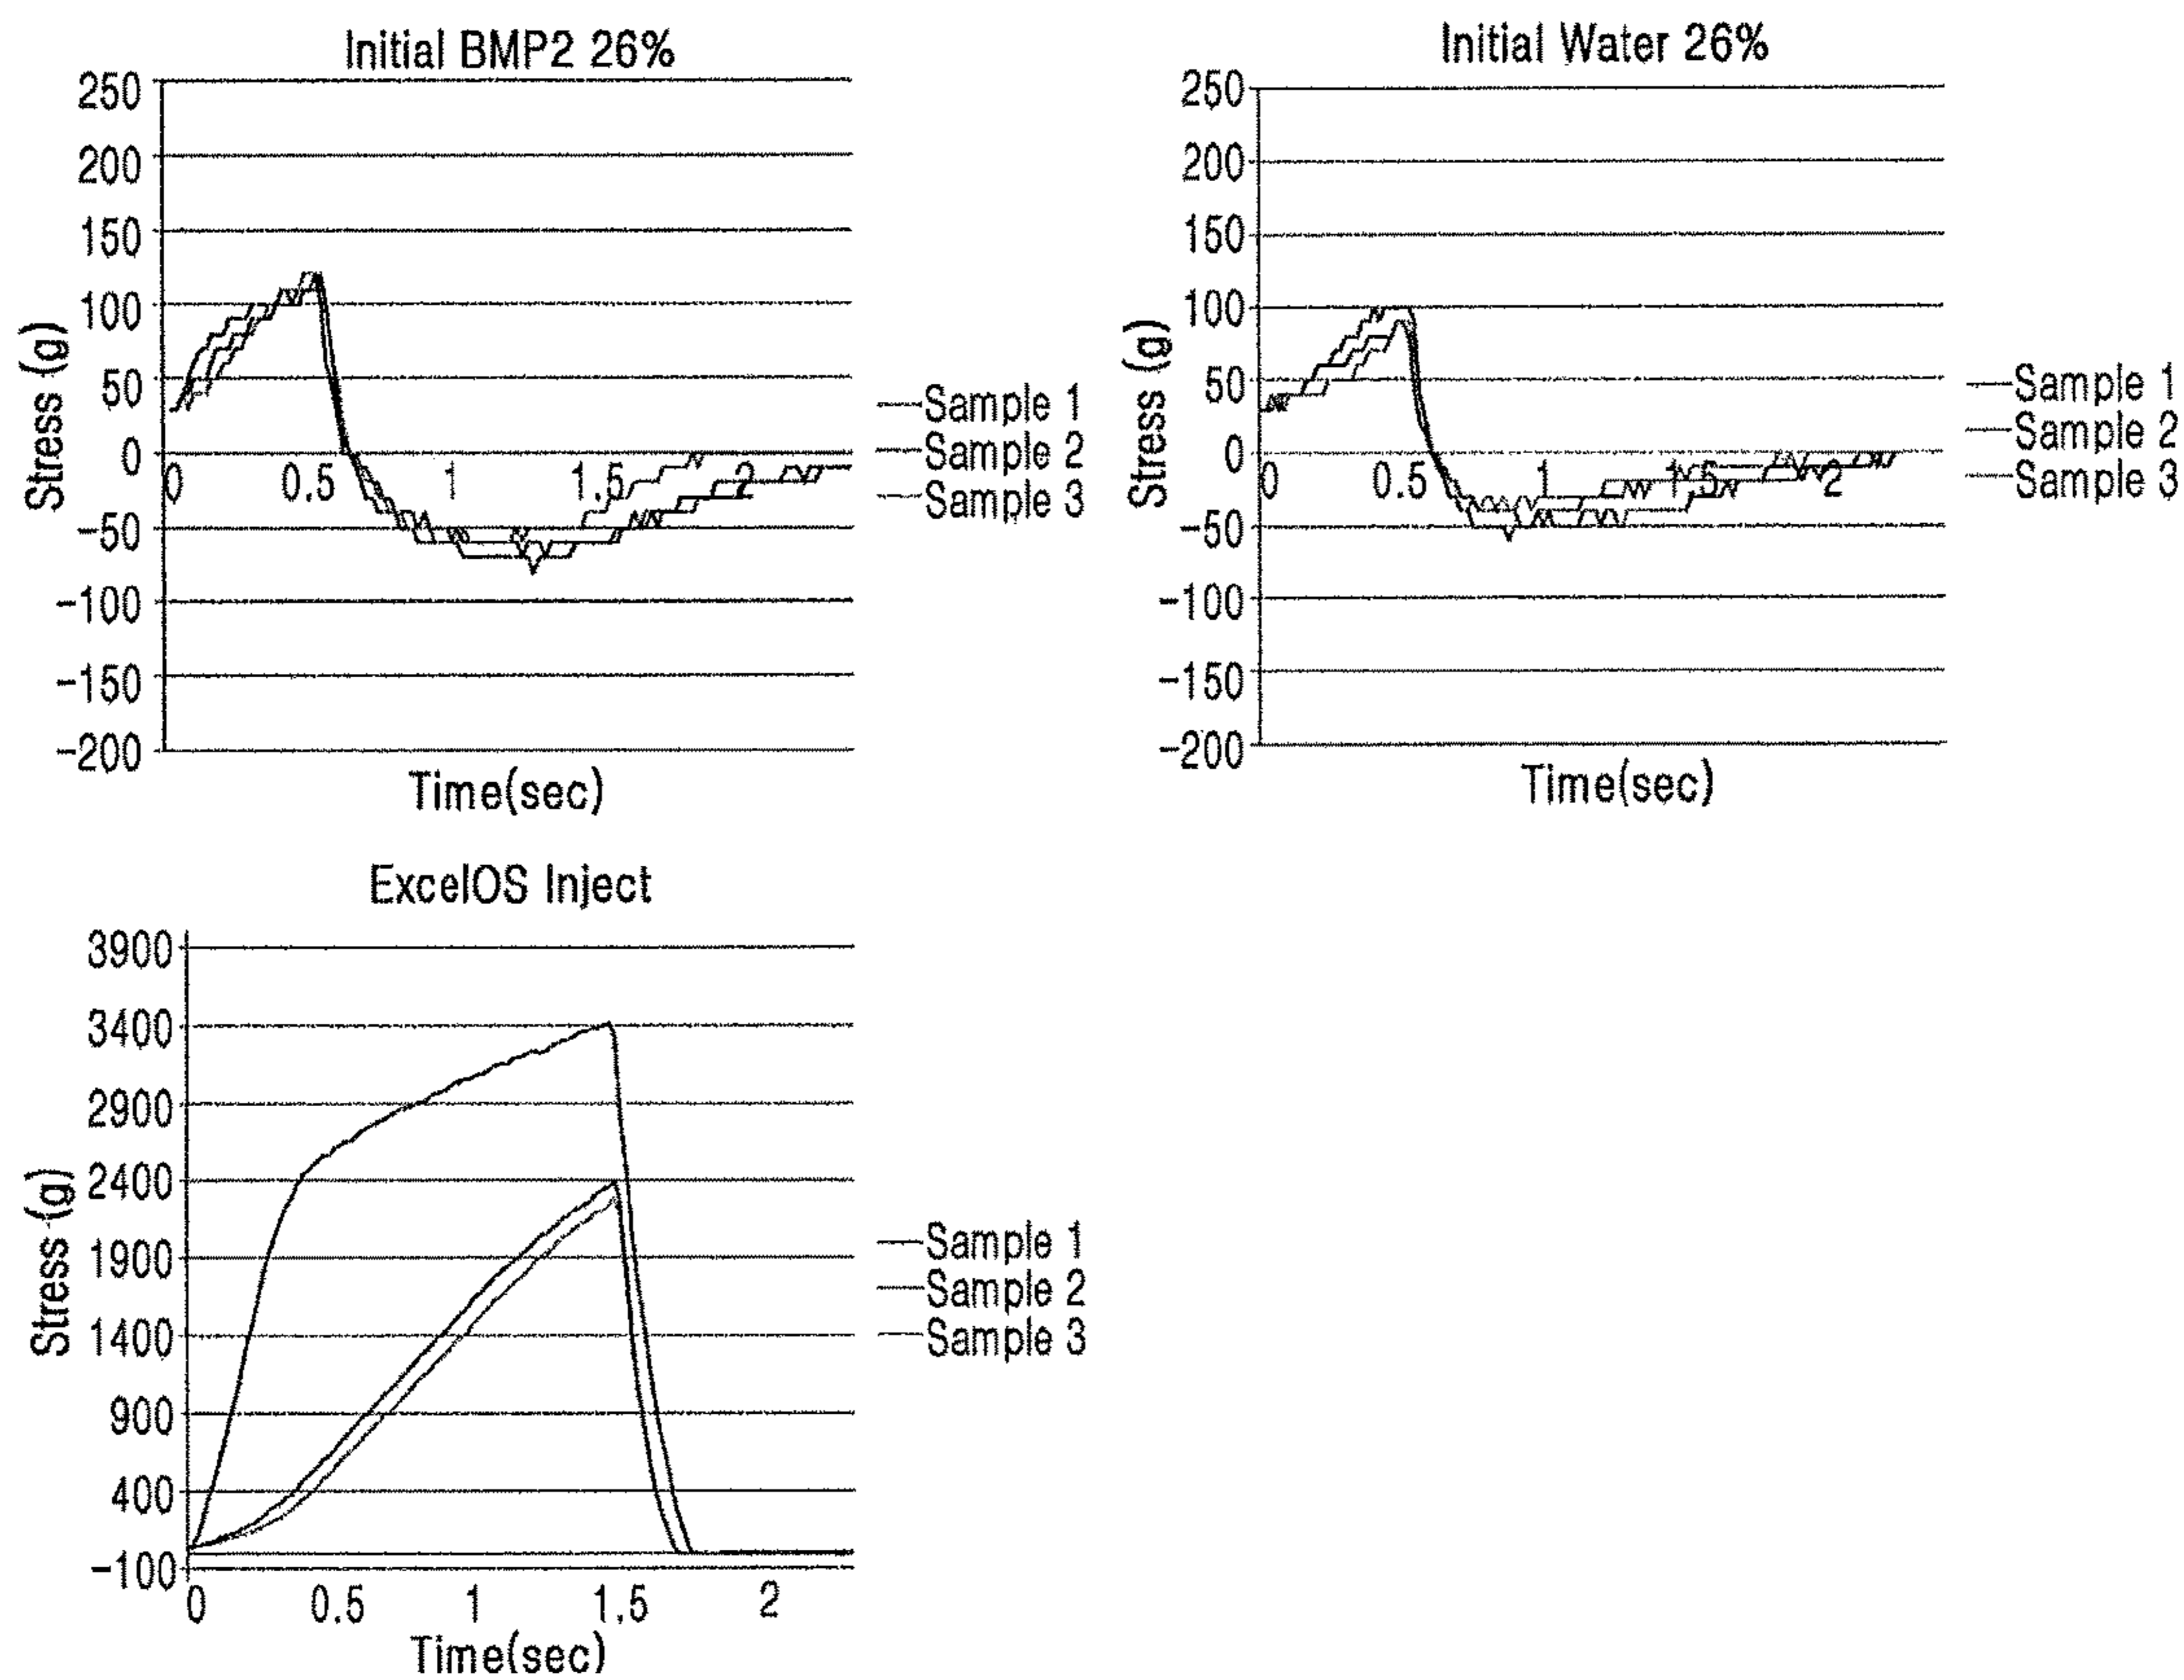 Initial BMP2 26%
250
200
150
100
50
0
-50
-100
-150
-200
Stress (g)
0 0.5 1 1.5 2
Time(sec)
Sample 1
Sample 2
Sample 3
Initial Water 26%
250
200
150
100
50
0
-50
-100
-150
-200
Stress (g)
0 0.5 1 1.5 2
Time(sec)
Sample 1
Sample 2
Sample 3
ExcelOS Inject
3900
3400
2900
2400
1900
1400
900
400
-100
Stress (g)
0 0.5 1 1.5 2
Time(sec)
Sample 1
Sample 2
Sample 3